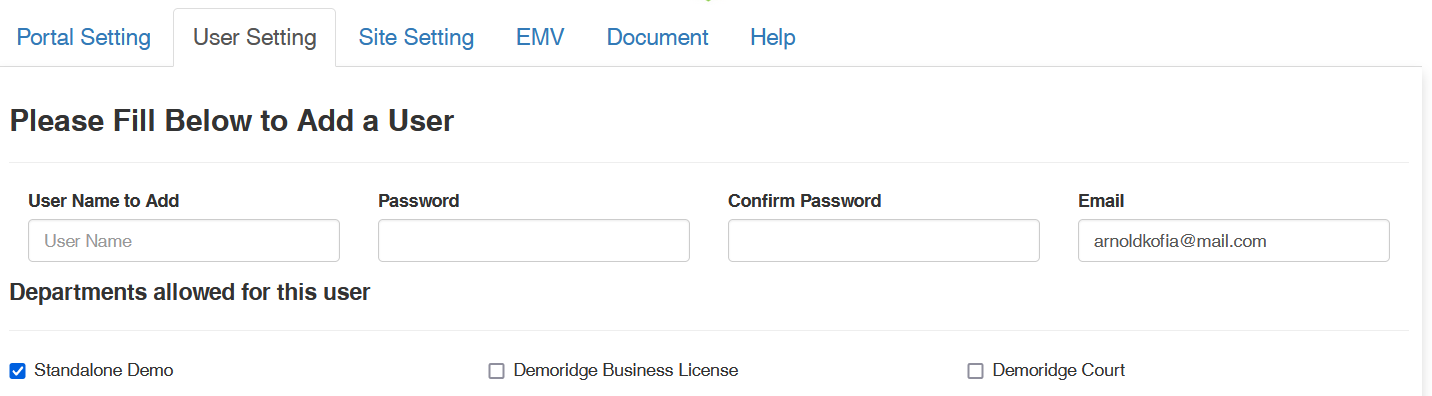 Portal Setting User Setting Site Setting EMV Document Help
Please Fill Below to Add a User
User Name to Add Password Confirm Password Email
User Name arnoldkofia@mail.com
Departments allowed for this user
Standalone Demo Demoridge Business License Demoridge Court